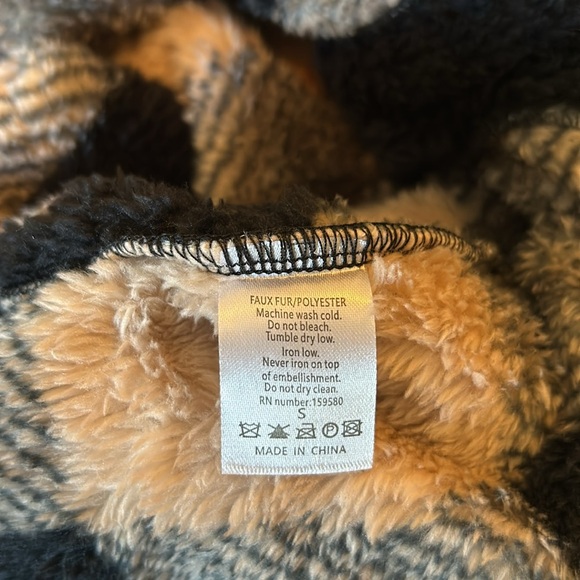 FAUX FUR/POLYESTER
Machine wash cold.
Do not bleach.
Tumble dry low.
Iron low.
Never iron on top
of embellishment.
Do not dry clean.
RN number:159580
S
MADE IN CHINA